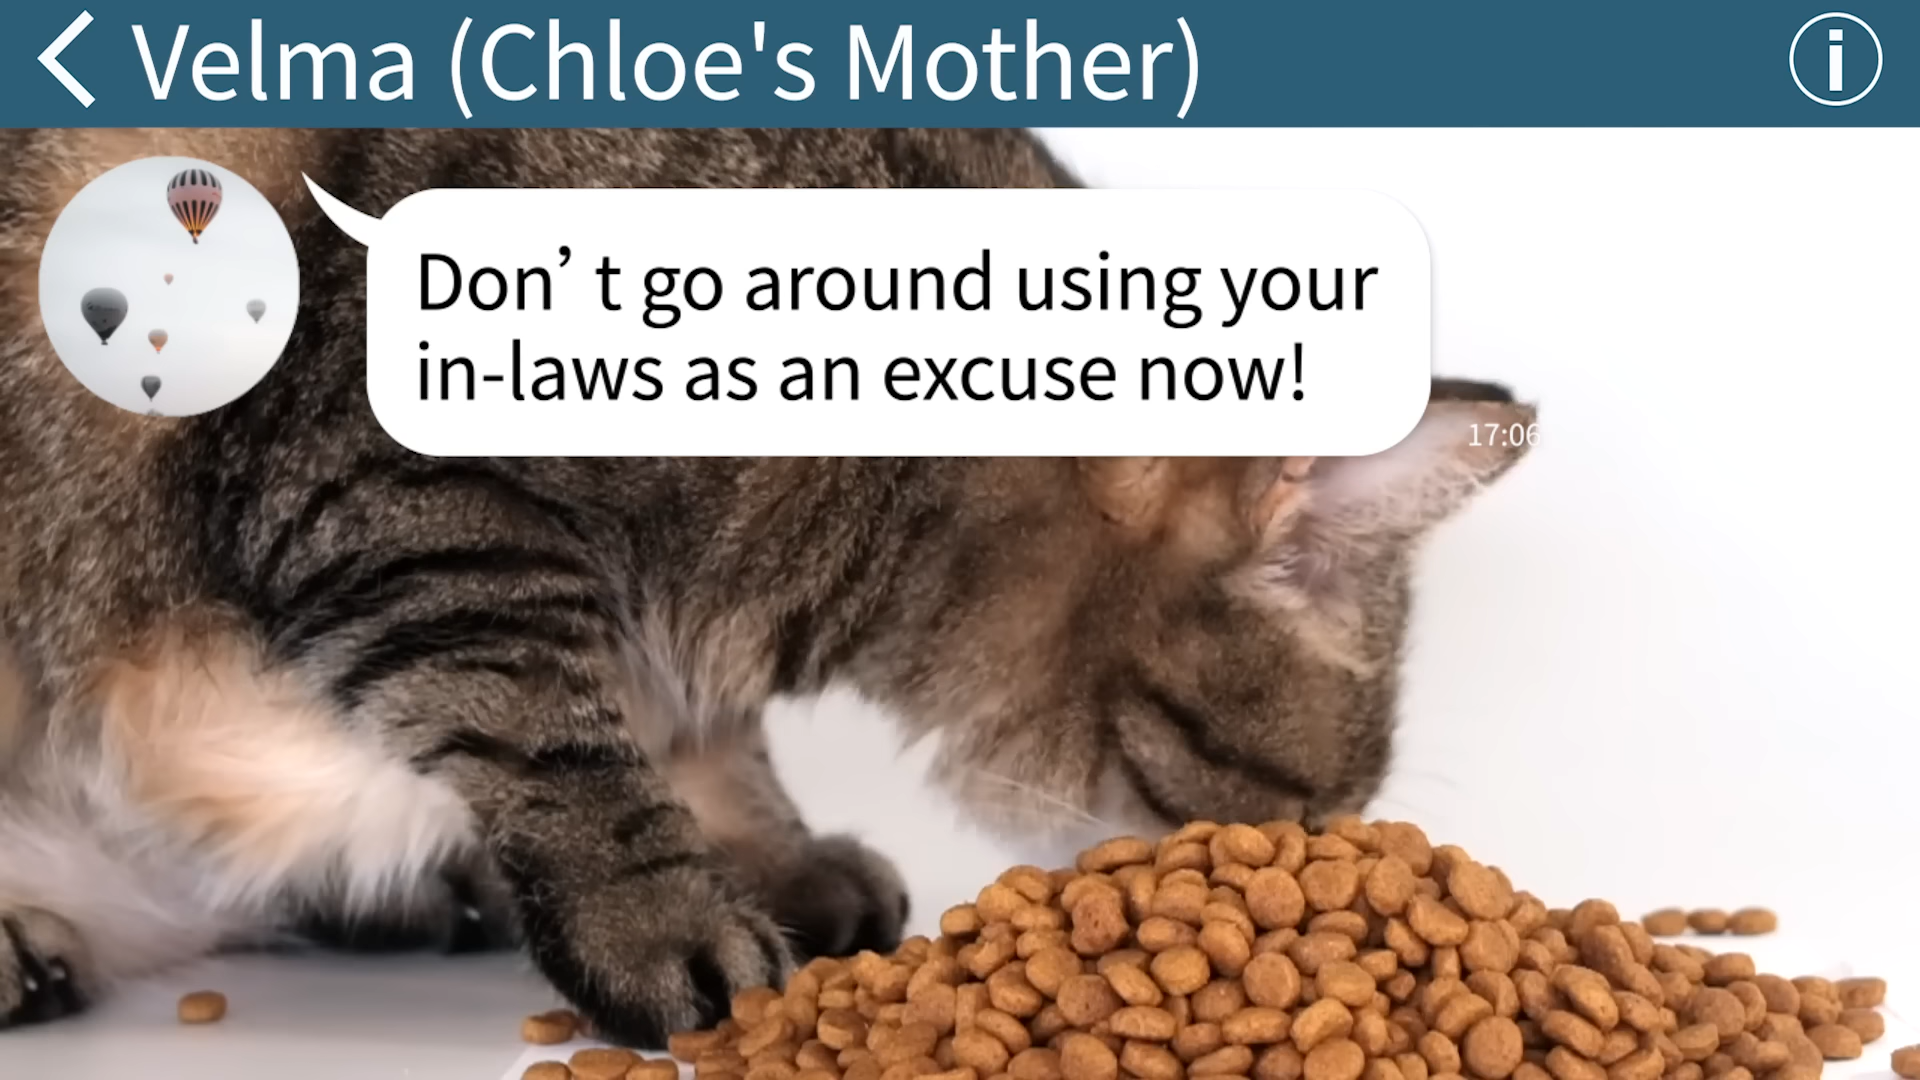 Velma (Chloe's Mother)
Don’ t go around using your
in-laws as an excuse now!
17:06